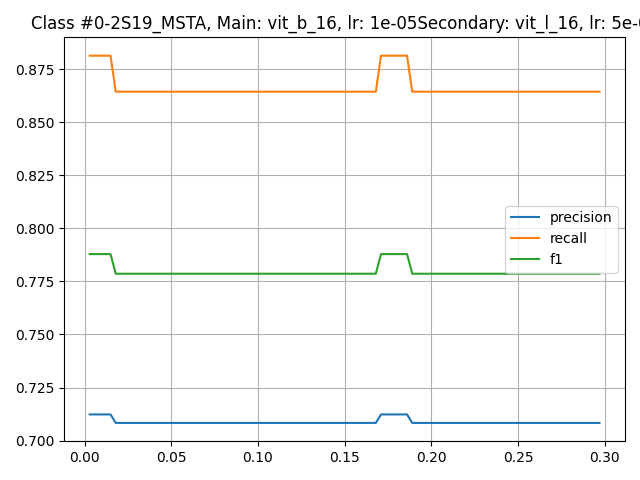 Class #0-2S19_MSTA, Main: vit_b_16, lr: 1e-05Secondary: vit_l_16, lr: 5e-
0.875
0.850
0.825
0.800
0.775
0.750
0.725
0.700
precision
recall
f1
0.00 0.05 0.10 0.15 0.20 0.25 0.30